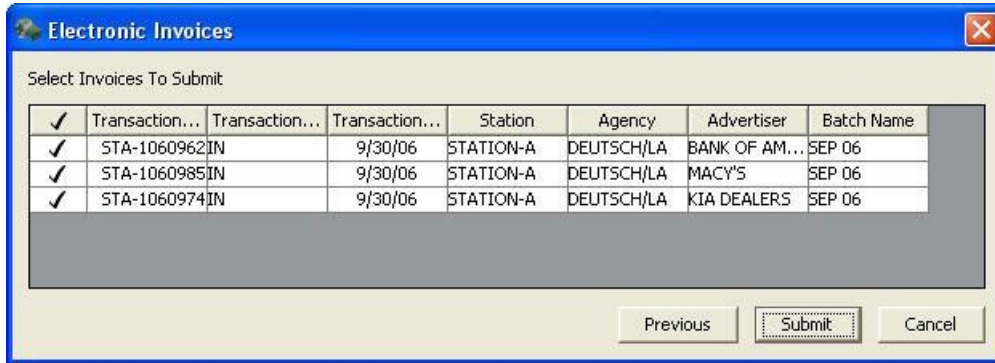 Electronic Invoices
Select Invoices To Submit
✓ Transaction... Transaction... Transaction... Station Agency Advertiser Batch Name
✓ STA-1060962 IN 9/30/06 STATION-A DEUTSCH/LA BANK OF AM... SEP 06
✓ STA-1060985 IN 9/30/06 STATION-A DEUTSCH/LA MACY'S SEP 06
✓ STA-1060974 IN 9/30/06 STATION-A DEUTSCH/LA KIA DEALERS SEP 06
Previous Submit Cancel